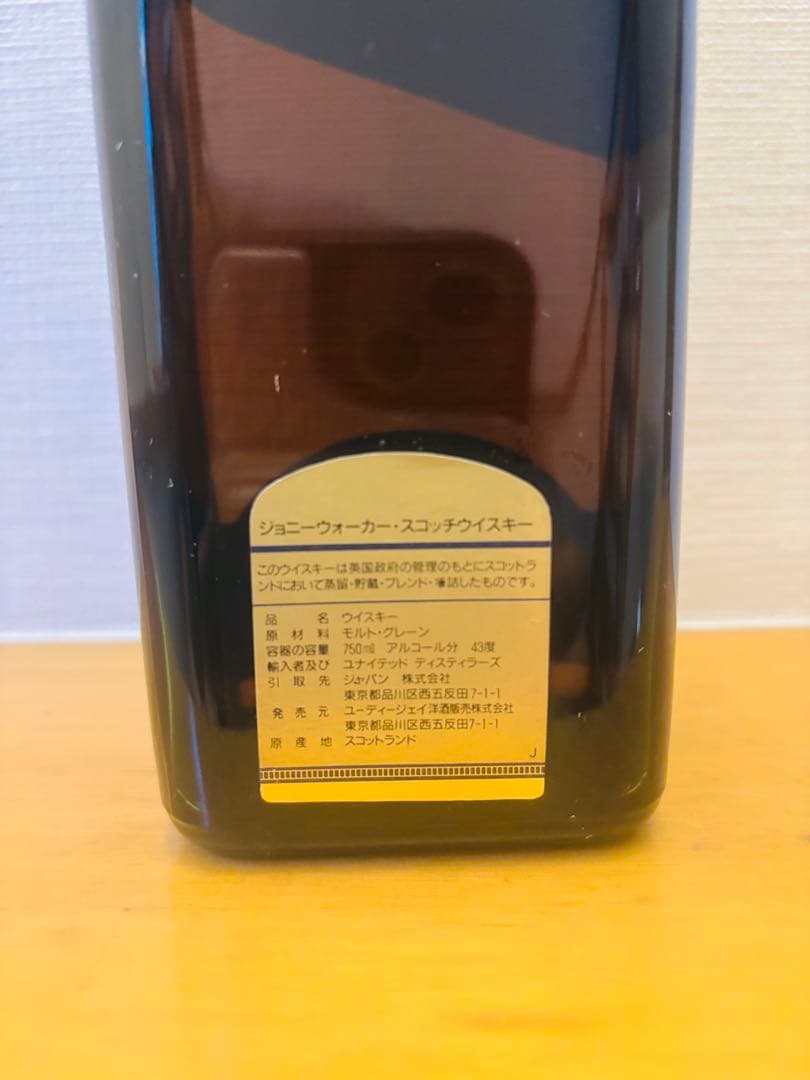 ジョニーウォーカー・スコッチウイスキー
このウイスキーは英国政府の管理のもとにスコットラ
ンドにおいて蒸留・貯蔵・ブレンド・壜詰したものです。
品名 ウイスキー
原材料 モルト・グレーン
容器の容量 750ml アルコール分 43度
輸入者及び ユナイテッド ディスティラーズ
引取先 ジャパン 株式会社
東京都品川区西五反田7-1-1
発売元 ユーディージェイ洋酒販売株式会社
東京都品川区西五反田7-1-1
原産地 スコットランド
J